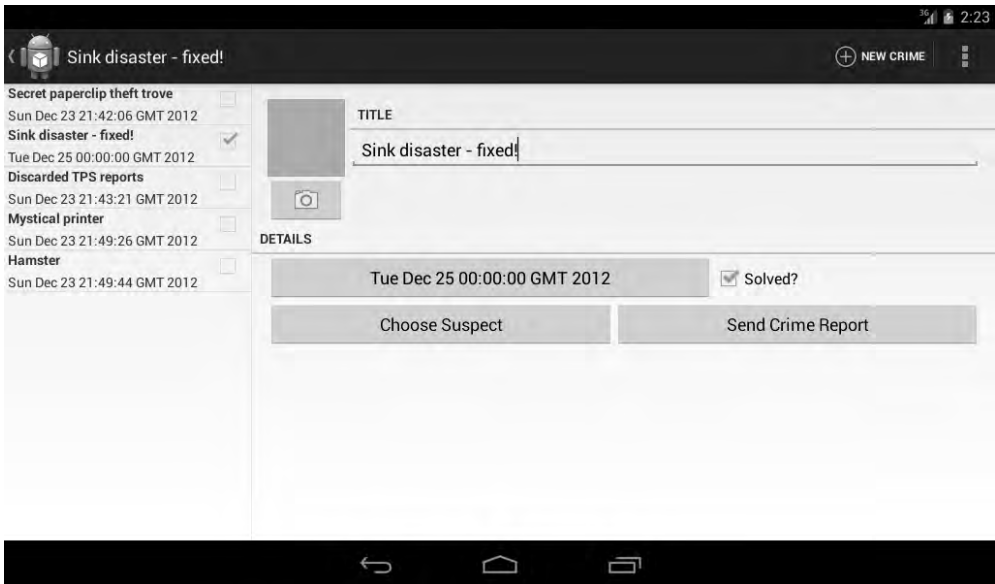 36 2:23
Sink disaster - fixed!
NEW CRIME
Secret paperclip theft trove
Sun Dec 23 21:42:06 GMT 2012
Sink disaster - fixed!
Tue Dec 25 00:00:00 GMT 2012
Discarded TPS reports
Sun Dec 23 21:43:21 GMT 2012
Mystical printer
Sun Dec 23 21:49:26 GMT 2012
Hamster
Sun Dec 23 21:49:44 GMT 2012
TITLE
Sink disaster - fixed!
DETAILS
Tue Dec 25 00:00:00 GMT 2012
Solved?
Choose Suspect
Send Crime Report